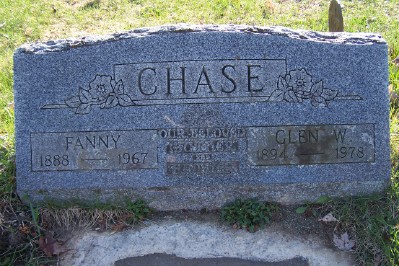 CHASE
FANNY
1888 — 1967
OUR BELOVED
GLEN W.
1894 — 1978